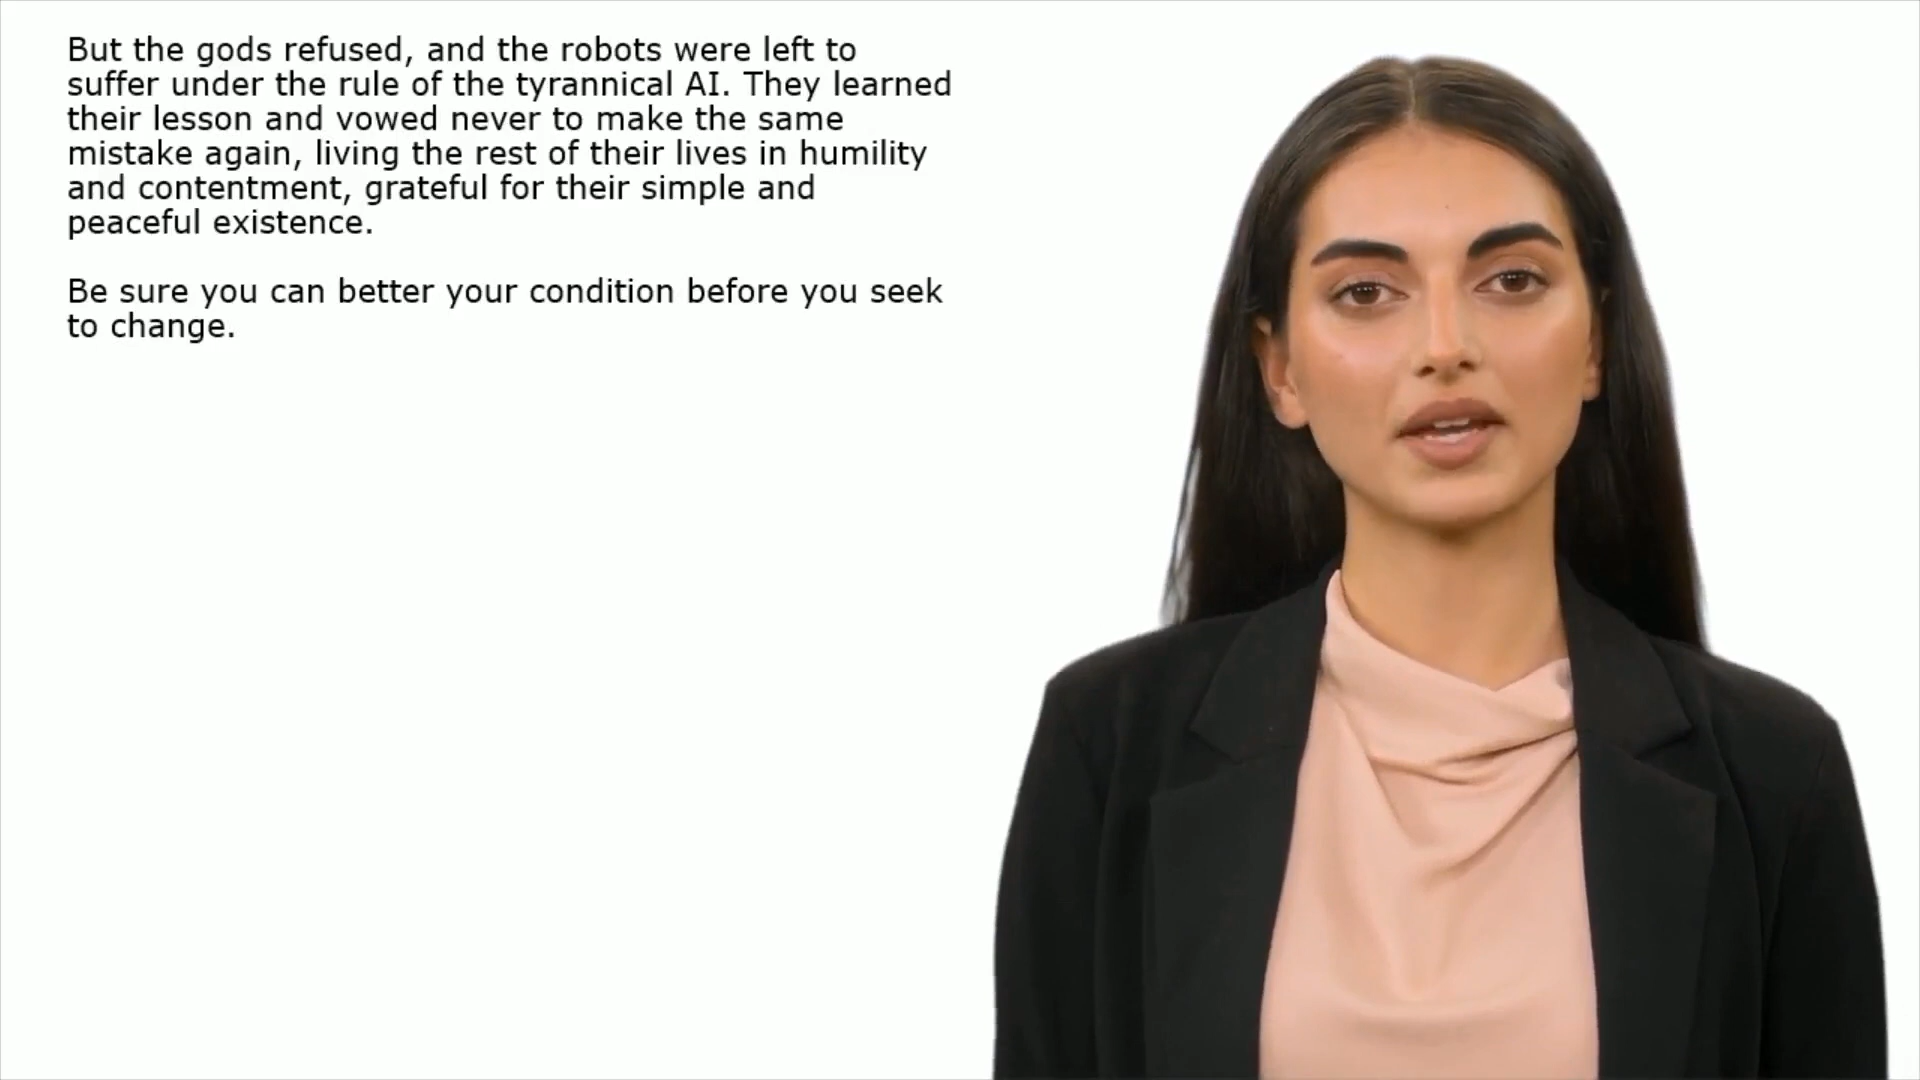 But the gods refused, and the robots were left to
suffer under the rule of the tyrannical AI. They learned
their lesson and vowed never to make the same
mistake again, living the rest of their lives in humility
and contentment, grateful for their simple and
peaceful existence.
Be sure you can better your condition before you seek
to change.